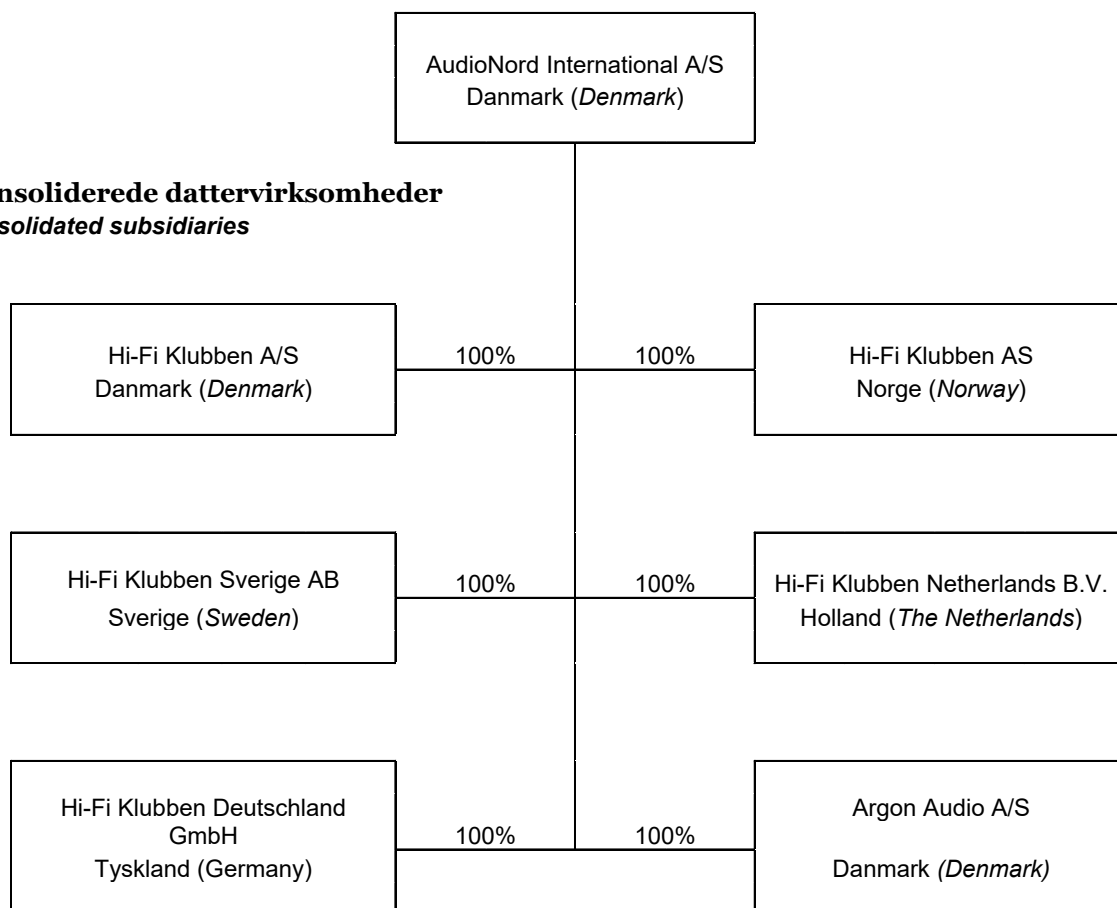 AudioNord International A/S
Danmark (Denmark)
nsoliderede dattervirksomheder
solidated subsidiaries
Hi-Fi Klubben A/S
Danmark (Denmark)
100%
100%
Hi-Fi Klubben AS
Norge (Norway)
Hi-Fi Klubben Sverige AB
Sverige (Sweden)
100%
100%
Hi-Fi Klubben Netherlands B.V.
Holland (The Netherlands)
Hi-Fi Klubben Deutschland
GmbH
Tyskland (Germany)
100%
100%
Argon Audio A/S
Danmark (Denmark)